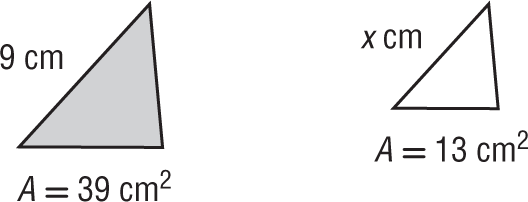 9 cm
x cm
A = 39 cm²
A = 13 cm²